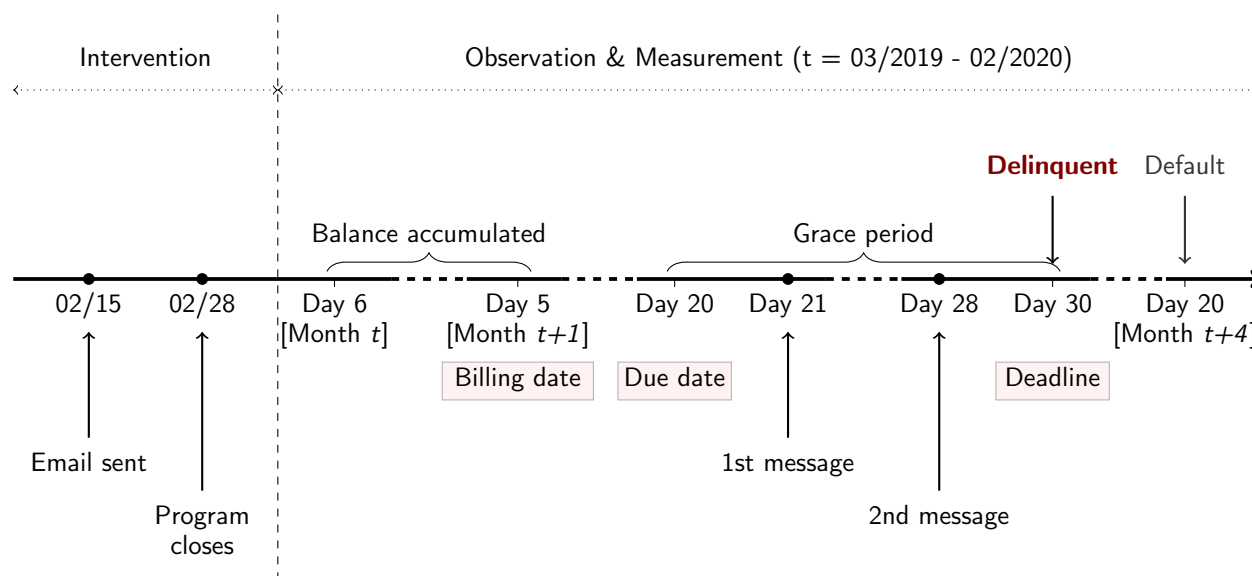 Intervention
Observation & Measurement (t = 03/2019 - 02/2020)
Delinquent
Default
Balance accumulated
Grace period
02/15
02/28
Day 6
[Month t]
Day 5
[Month t+1]
Day 20
Day 21
Day 28
Day 30
Day 20
[Month t+4]
Billing date
Due date
Deadline
Email sent
1st message
Program
closes
2nd message